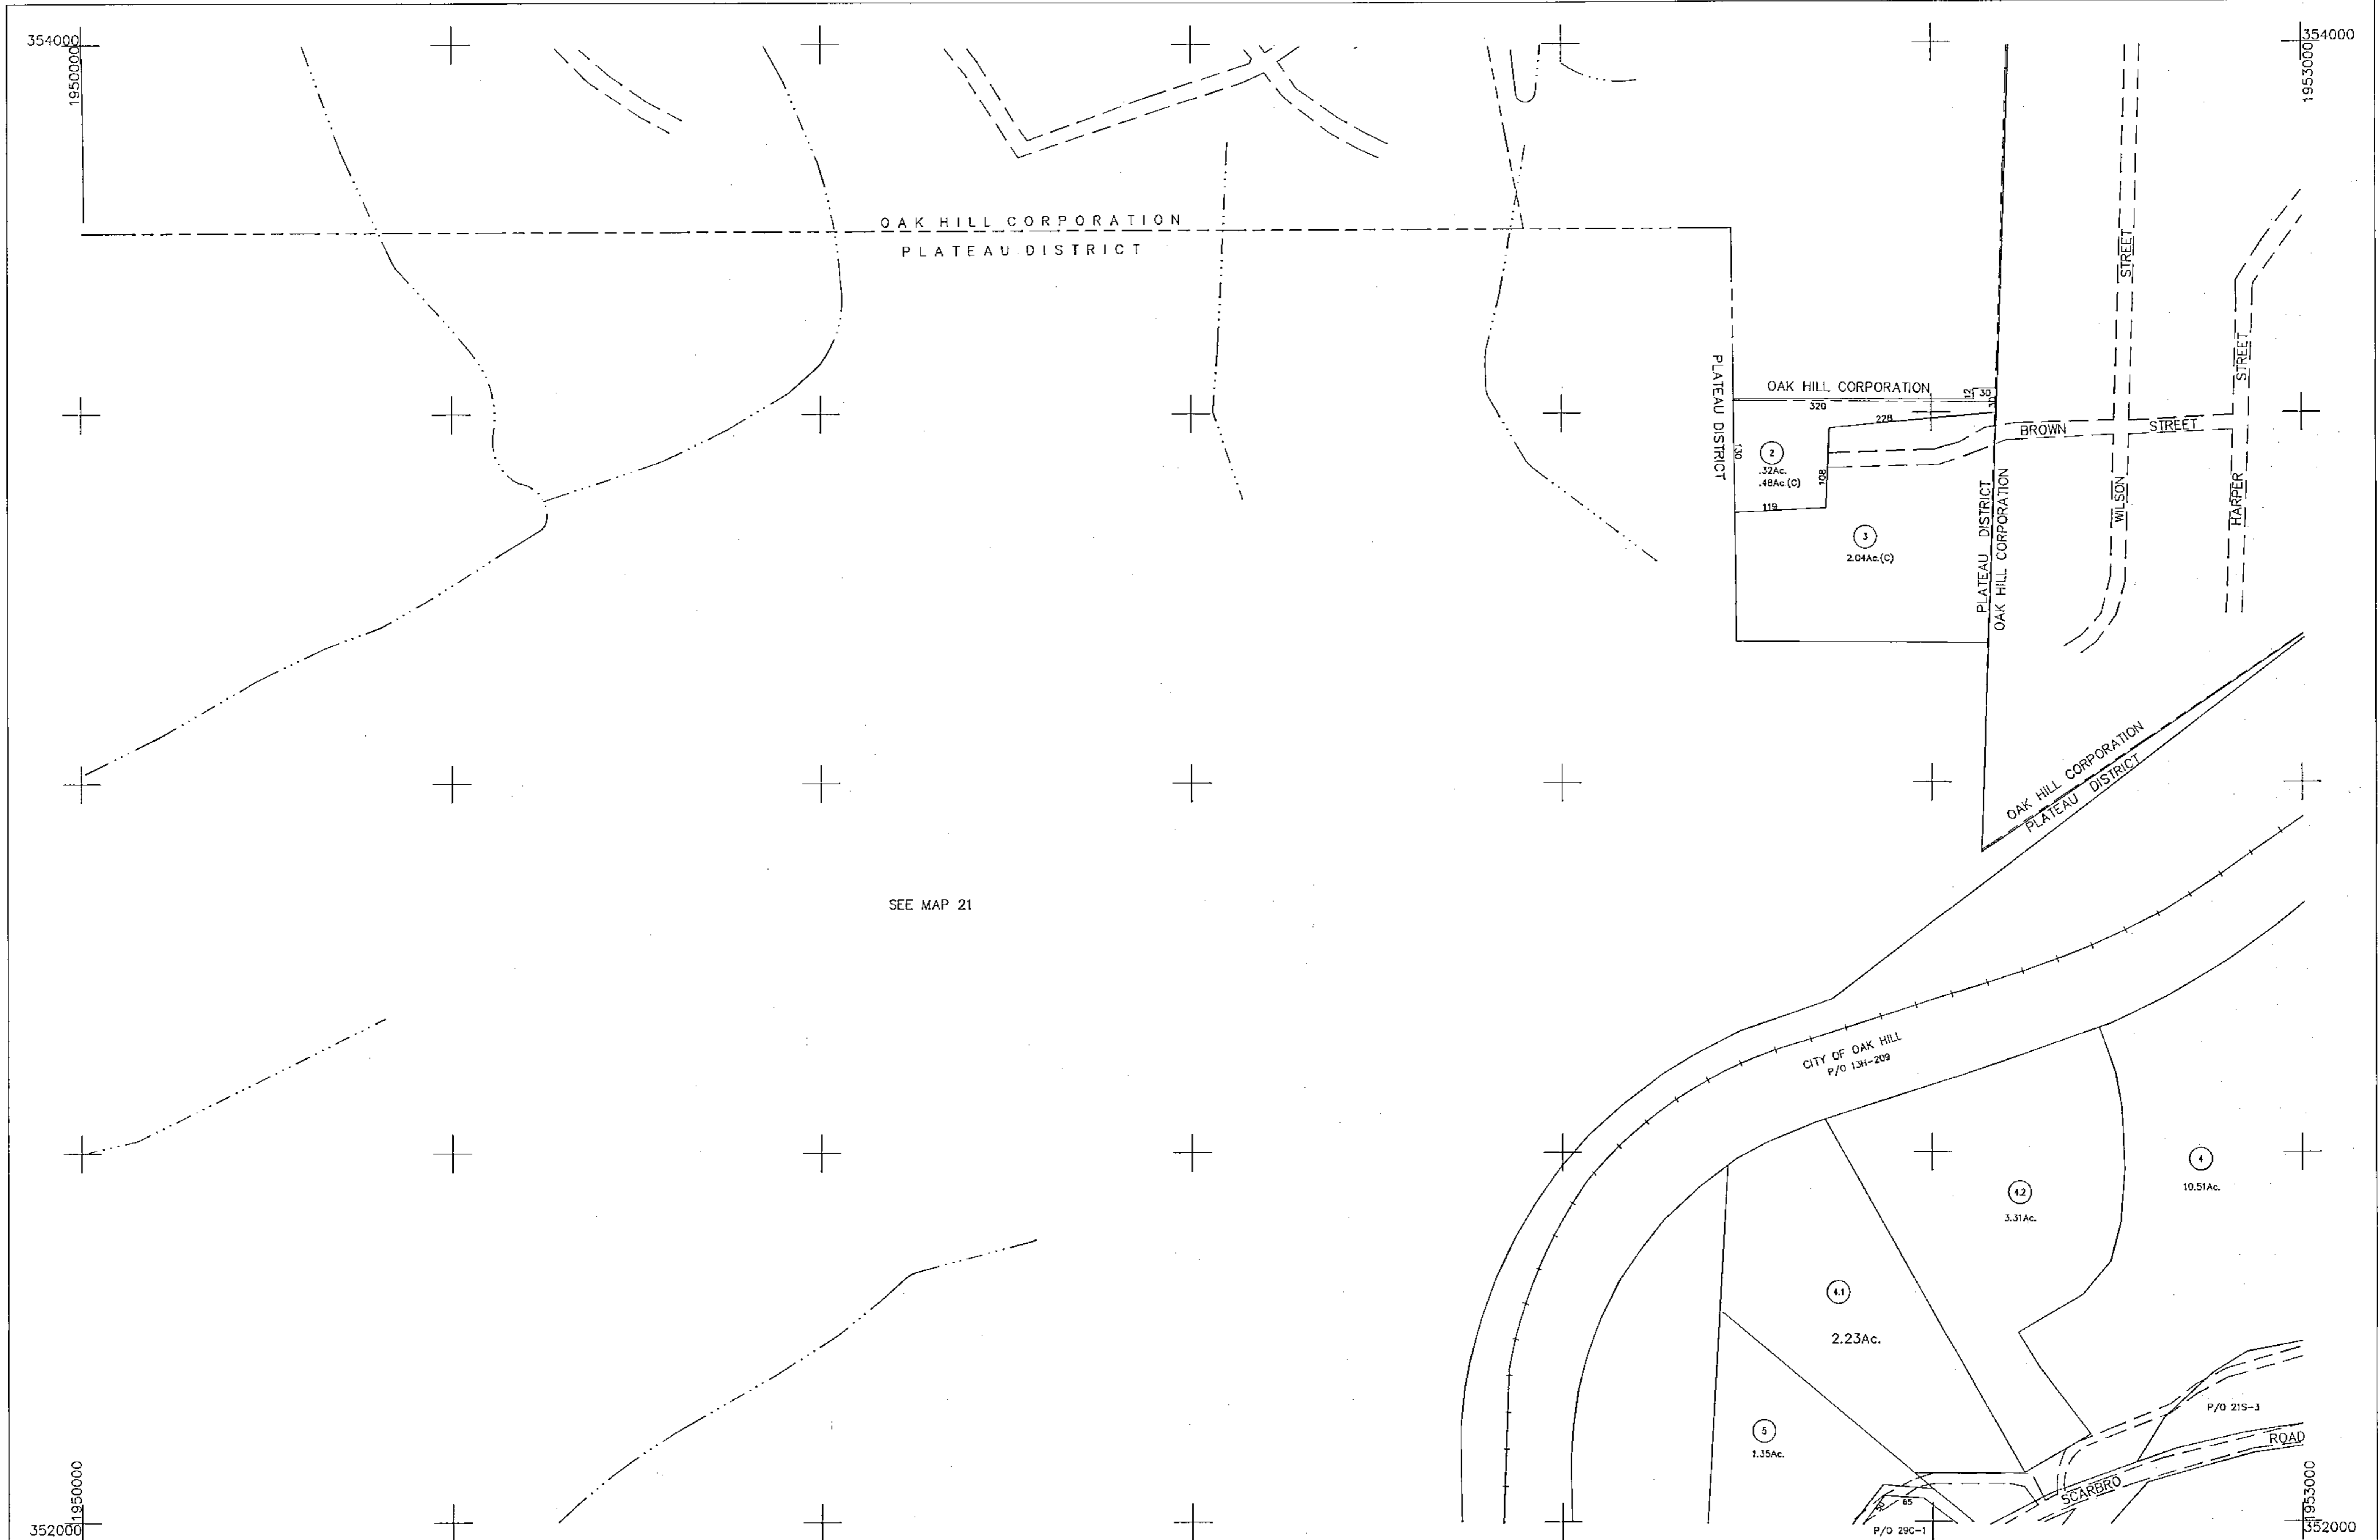 354000
1950000
354000
1953000
OAK HILL CORPORATION
PLATEAU DISTRICT
STREET
STREET
PLATEAU DISTRICT
OAK HILL CORPORATION
12
30
320
228
BROWN
STREET
130
2
.32Ac.
.48Ac.(C)
108
119
3
2.04Ac.(C)
PLATEAU DISTRICT
OAK HILL CORPORATION
WILSON
HARPER
OAK HILL CORPORATION
PLATEAU DISTRICT
SEE MAP 21
CITY OF OAK HILL
P/O 13H-209
4
10.51Ac.
4.2
3.31Ac.
4.1
2.23Ac.
5
1.35Ac.
P/O 21S-3
ROAD
SCARBRO
65
P/O 29C-1
1950000
352000
1953000
352000